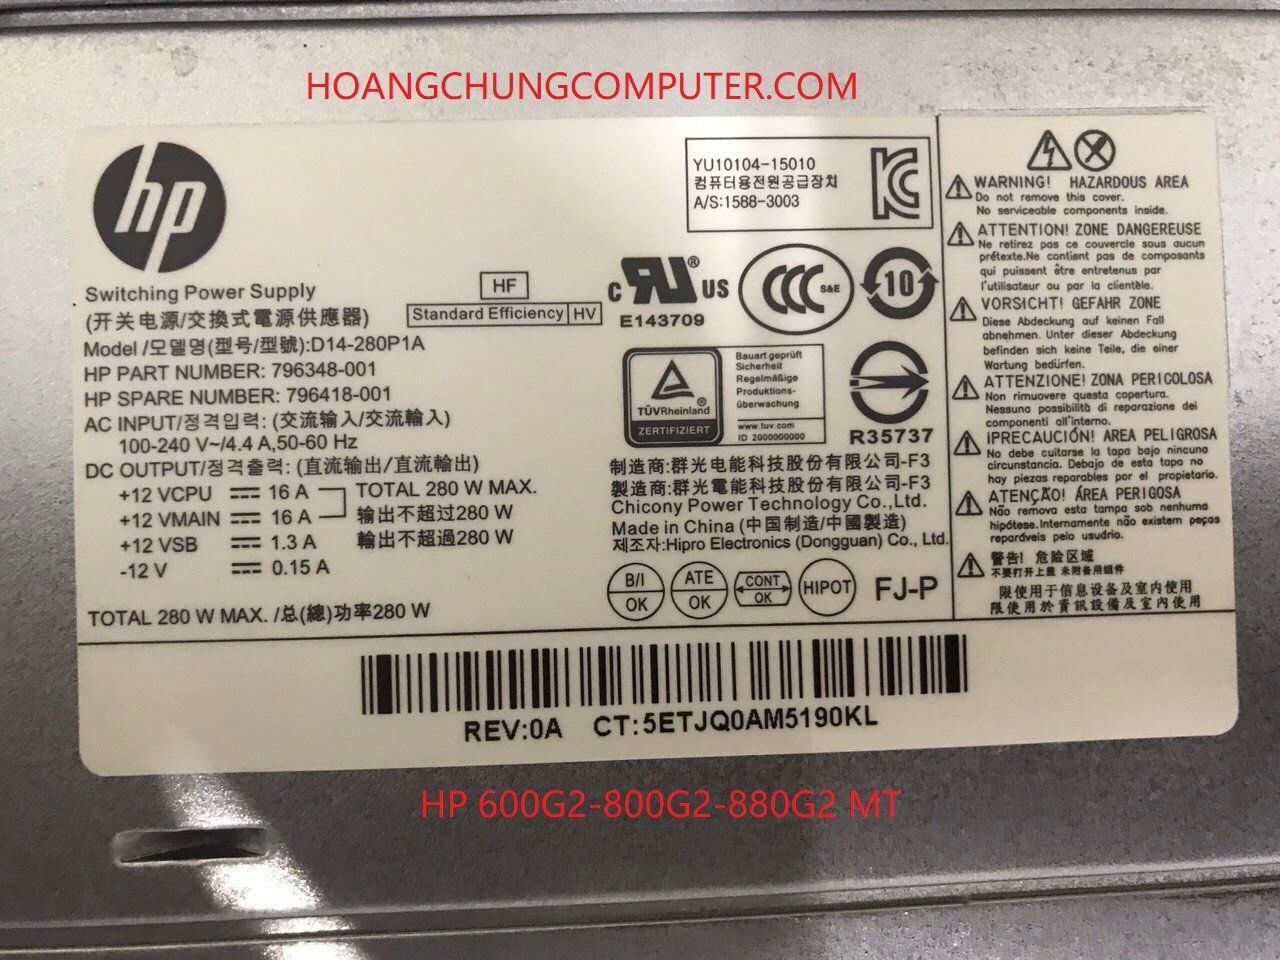 HOANGCHUNGCOMPUTER.COM
hp
Switching Power Supply
(开关电源/交換式電源供應器)
HF
Standard Efficiency HV
Model /모델명(型号/型號):D14-280P1A
HP PART NUMBER: 796348-001
HP SPARE NUMBER: 796418-001
AC INPUT/정격입력: (交流输入/交流輸入)
100-240 V~/4.4 A,50-60 Hz
DC OUTPUT/정격출력: (直流输出/直流輸出)
+12 VCPU 16 A
+12 VMAIN 16 A
+12 VSB 1.3 A
-12 V 0.15 A
TOTAL 280 W MAX.
输出不超过280 W
輸出不超過280 W
TOTAL 280 W MAX. /总(總)功率280 W
YU10104-15010
컴퓨터용전원공급장치
A/S:1588-3003
c RU ® US
E143709
CCC S&E
10
TÜVRheinland ®
ZERTIFIZIERT
Bauart geprüft
Sicherheit
Regelmäßige
Produktions-
überwachung
www.tuv.com
ID 2000000000
R35737
制造商:群光电能科技股份有限公司-F3
製造商:群光電能科技股份有限公司-F3
Chicony Power Technology Co.,Ltd.
Made in China (中国制造/中國製造)
제조자:Hipro Electronics (Dongguan) Co., Ltd.
B/I OK
ATE OK
CONT OK
HIPOT
FJ-P
WARNING! HAZARDOUS AREA
Do not remove this cover.
No serviceable components inside.
ATTENTION! ZONE DANGEREUSE
Ne retirez pas ce couvercle sous aucun
prétexte.Ne contient pas de composants
qui puissent être entretenus par
l'utilisateur ou par la clientèle.
VORSICHT! GEFAHR ZONE
Diese Abdeckung auf keinen Fall
abnehmen. Unter dieser Abdeckung
befinden sich keine Teile, die einer
Wartung bedürfen.
ATTENZIONE! ZONA PERICOLOSA
Non rimuovere questa copertura.
Nessuna possibilità di reparazione dei
componenti all'interno.
¡PRECAUCIÓN! AREA PELIGROSA
No debe cuitarse la tapa bajo nincuna
circunstancia. Debajo de esta tapa no
hay piezas reparables por el propietario.
ATENÇÃO! ÁREA PERIGOSA
Não remova esta tampa sob nenhuma
hipótese.Internamente não existem peças
repardveis pelo usudrio.
警告! 危险区域
不要打开上盖 未附备用组件
限使用于信息设备及室内使用
限使用於資訊設備及室內使用
REV:0A CT:5ETJQ0AM5190KL
HP 600G2-800G2-880G2 MT